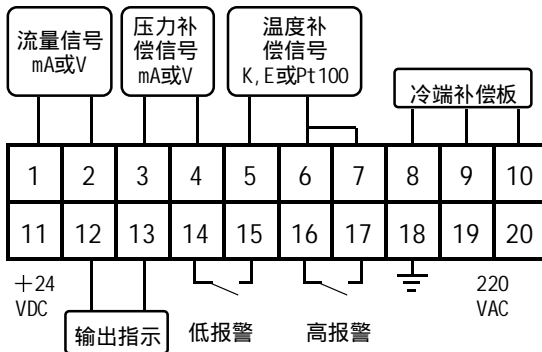 流量信号
mA或V
压力补
偿信号
mA或V
温度补
偿信号
K,E或Pt100
冷端补偿板
1 2 3 4 5 6 7 8 9 10
11 12 13 14 15 16 17 18 19 20
＋24
VDC
输出指示
低报警
高报警
220
VAC